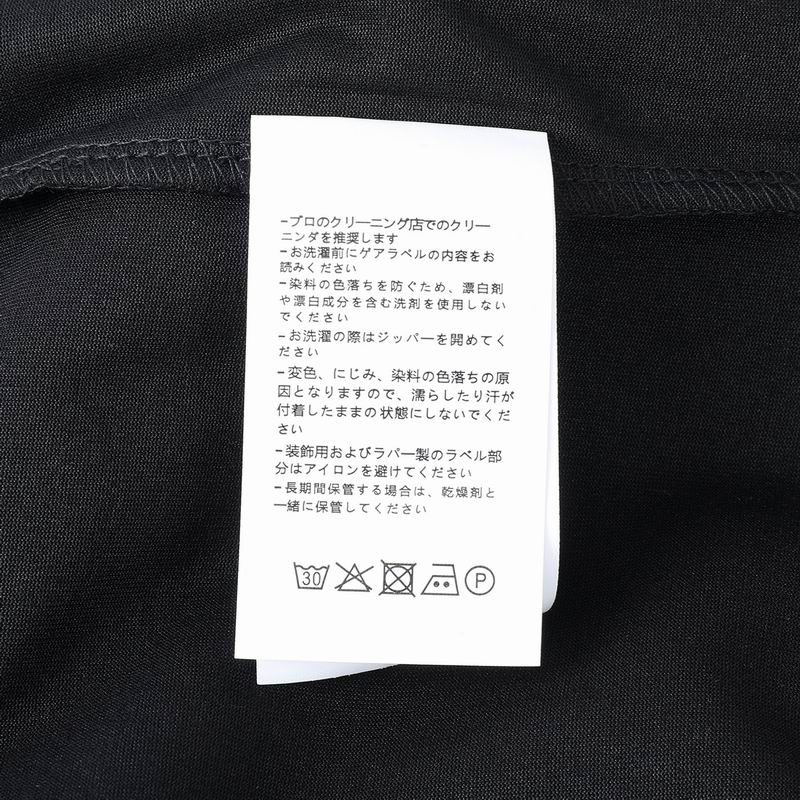 -プロのクリーニング店でのクリー
ニンダを推奨します
-お洗濯前にゲアラベルの内容をお
読みください
-染料の色落ちを防ぐため、漂白剤
や漂白成分を含む洗剤を使用しない
でください
-お洗濯の際はジッパーを開めてく
ださい
-変色、にじみ、染料の色落ちの原
因となりますので、濡らしたり汗が
付着したままの状態にしないでくだ
さい
-装飾用およびラバー製のラベル部
分はアイロンを避けてください
-長期間保管する場合は、乾燥剤と
一緒に保管してください
30 P